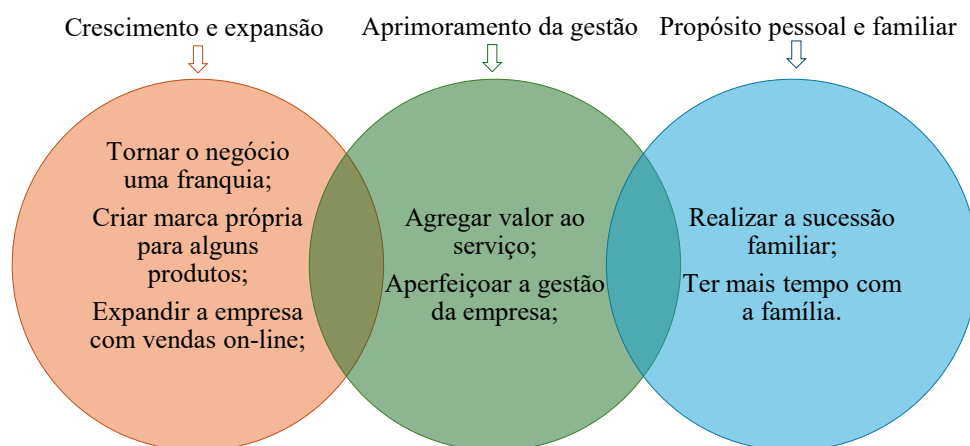 Crescimento e expansão
Aprimoramento da gestão
Propósito pessoal e familiar
Tornar o negócio
uma franquia;
Criar marca própria
para alguns
produtos;
Expandir a empresa
com vendas on-line;
Agregar valor ao
serviço;
Aperfeiçoar a gestão
da empresa;
Realizar a sucessão
familiar;
Ter mais tempo com
a família.